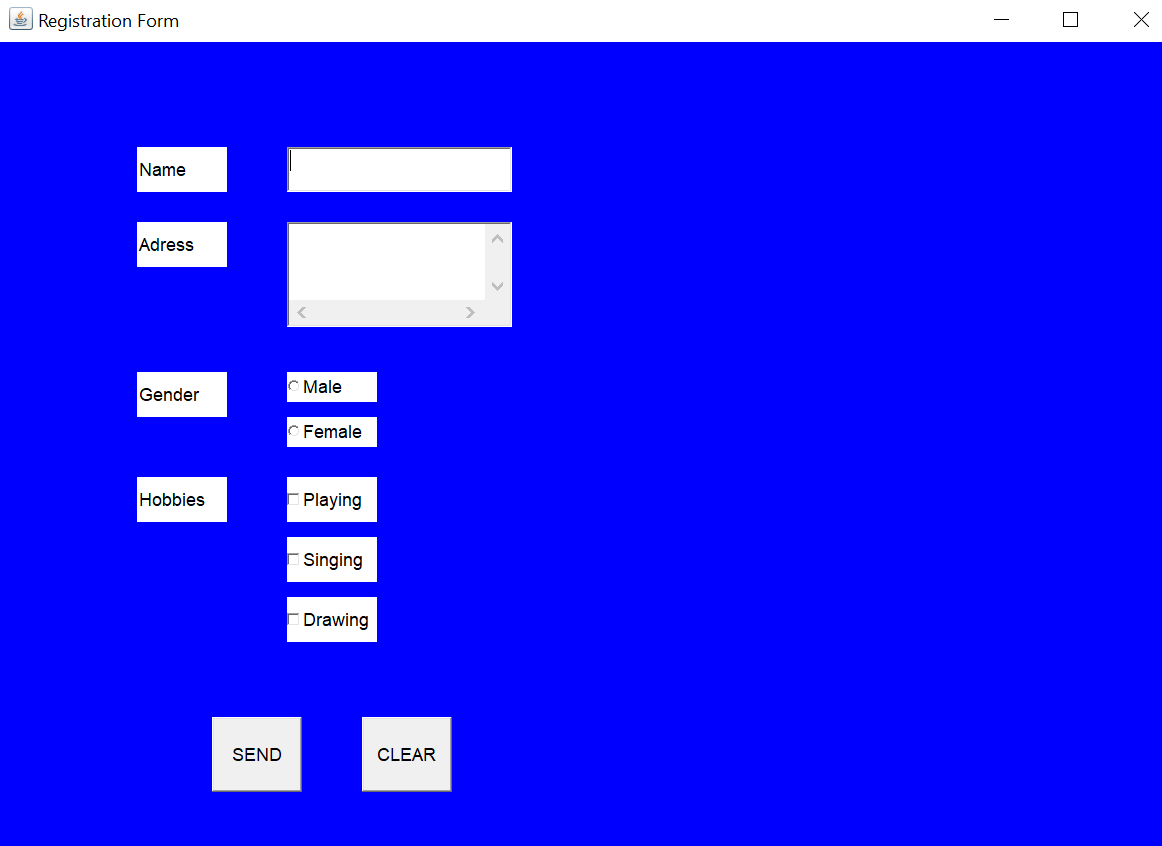 Registration Form
Name
Adress
Gender
Male
Female
Hobbies
Playing
Singing
Drawing
SEND
CLEAR